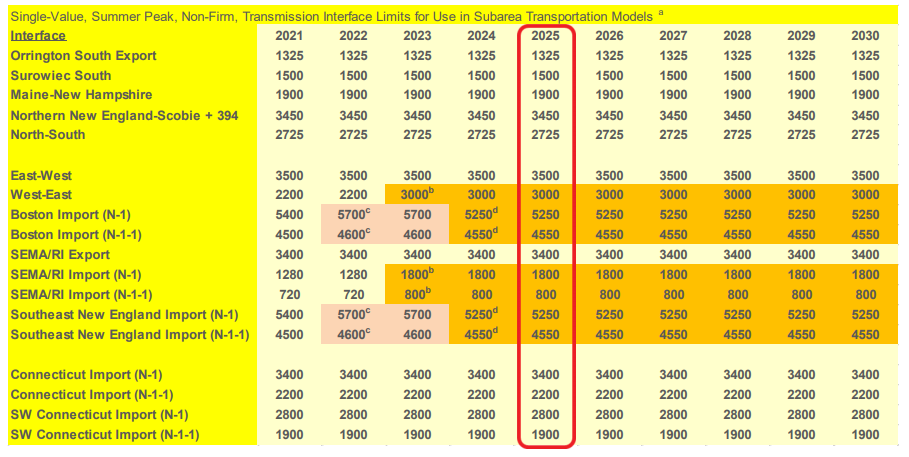 Single-Value, Summer Peak, Non-Firm, Transmission Interface Limits for Use in Subarea Transportation Models a
Interface 2021 2022 2023 2024 2025 2026 2027 2028 2029 2030
Orrington South Export 1325 1325 1325 1325 1325 1325 1325 1325 1325 1325
Surowiec South 1500 1500 1500 1500 1500 1500 1500 1500 1500 1500
Maine-New Hampshire 1900 1900 1900 1900 1900 1900 1900 1900 1900 1900
Northern New England-Scobie + 394 3450 3450 3450 3450 3450 3450 3450 3450 3450 3450
North-South 2725 2725 2725 2725 2725 2725 2725 2725 2725 2725
East-West 3500 3500 3500 3500 3500 3500 3500 3500 3500 3500
West-East 2200 2200 3000b 3000 3000 3000 3000 3000 3000 3000
Boston Import (N-1) 5400 5700c 5700 5250d 5250 5250 5250 5250 5250 5250
Boston Import (N-1-1) 4500 4600c 4600 4550d 4550 4550 4550 4550 4550 4550
SEMA/RI Export 3400 3400 3400 3400 3400 3400 3400 3400 3400 3400
SEMA/RI Import (N-1) 1280 1280 1800b 1800 1800 1800 1800 1800 1800 1800
SEMA/RI Import (N-1-1) 720 720 800b 800 800 800 800 800 800 800
Southeast New England Import (N-1) 5400 5700c 5700 5250d 5250 5250 5250 5250 5250 5250
Southeast New England Import (N-1-1) 4500 4600c 4600 4550d 4550 4550 4550 4550 4550 4550
Connecticut Import (N-1) 3400 3400 3400 3400 3400 3400 3400 3400 3400 3400
Connecticut Import (N-1-1) 2200 2200 2200 2200 2200 2200 2200 2200 2200 2200
SW Connecticut Import (N-1) 2800 2800 2800 2800 2800 2800 2800 2800 2800 2800
SW Connecticut Import (N-1-1) 1900 1900 1900 1900 1900 1900 1900 1900 1900 1900